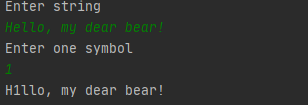 Enter string
Hello, my dear bear!
Enter one symbol
1
H1llo, my dear bear!